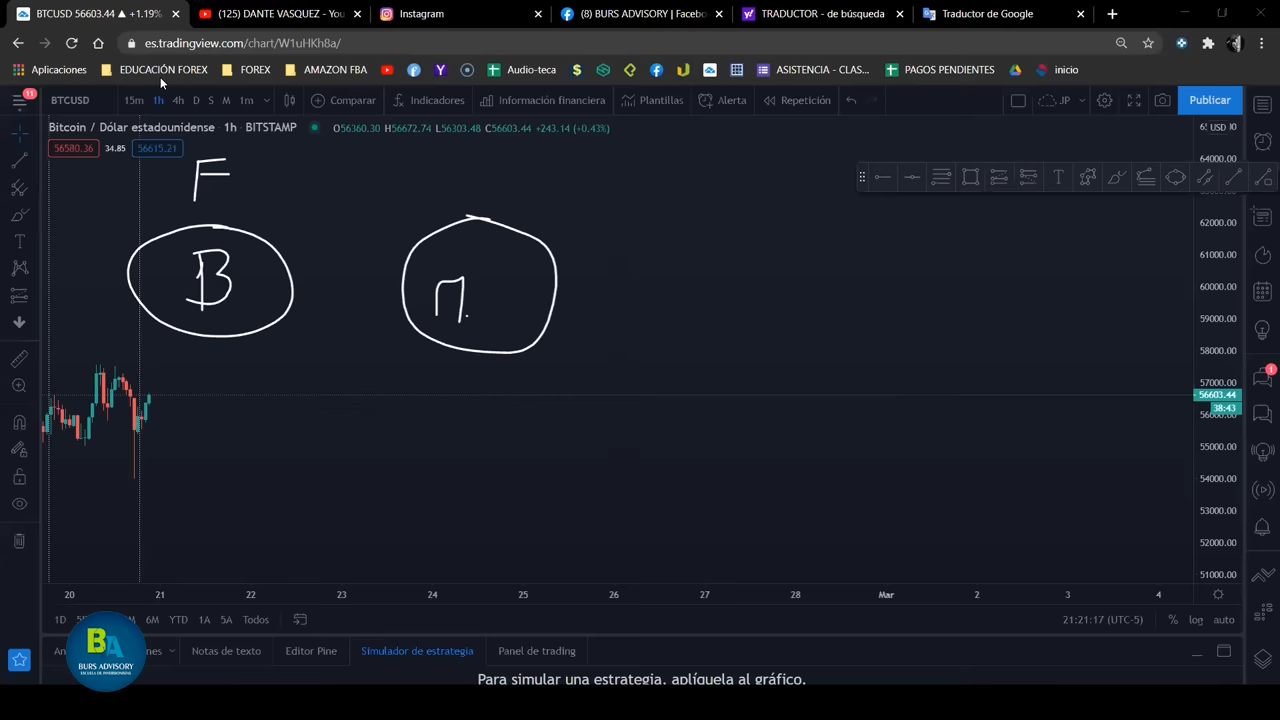 BTCUSD 56603.44 ▲ +1.19%
(125) DANTE VASQUEZ - You
Instagram
(8) BURS ADVISORY | Facebo
TRADUCTOR - de búsqueda
Traductor de Google
es.tradingview.com/chart/W1uHKh8a/
Aplicaciones
EDUCACIÓN FOREX
FOREX
AMAZON FBA
Audio-teca
ASISTENCIA - CLAS...
PAGOS PENDIENTES
inicio
11
BTCUSD
15m 1h 4h D S M 1m
Comparar
Indicadores
Información financiera
Plantillas
Alerta
Repetición
JP
Publicar
Bitcoin / Dólar estadounidense · 1h · BITSTAMP
O56360.30 H56672.74 L56303.48 C56603.44 +243.14 (+0.43%)
USD
56580.36 34.85 56615.21
F
B
64000.00
62000.00
61000.00
60000.00
59000.00
58000.00
57000.00
56603.44
38:43
55000.00
54000.00
53000.00
52000.00
51000.00
1
20 21 22 23 24 25 26 27 28 Mar 3 4
1D 6M YTD 1A 5A Todos
21:21:17 (UTC-5)
% log auto
BA
BURS ADVISORY
ESCUELA DE INVERSIONISTAS
Notas de texto
Editor Pine
Simulador de estrategia
Panel de trading
Para simular una estrategia, aplíquela al gráfico.